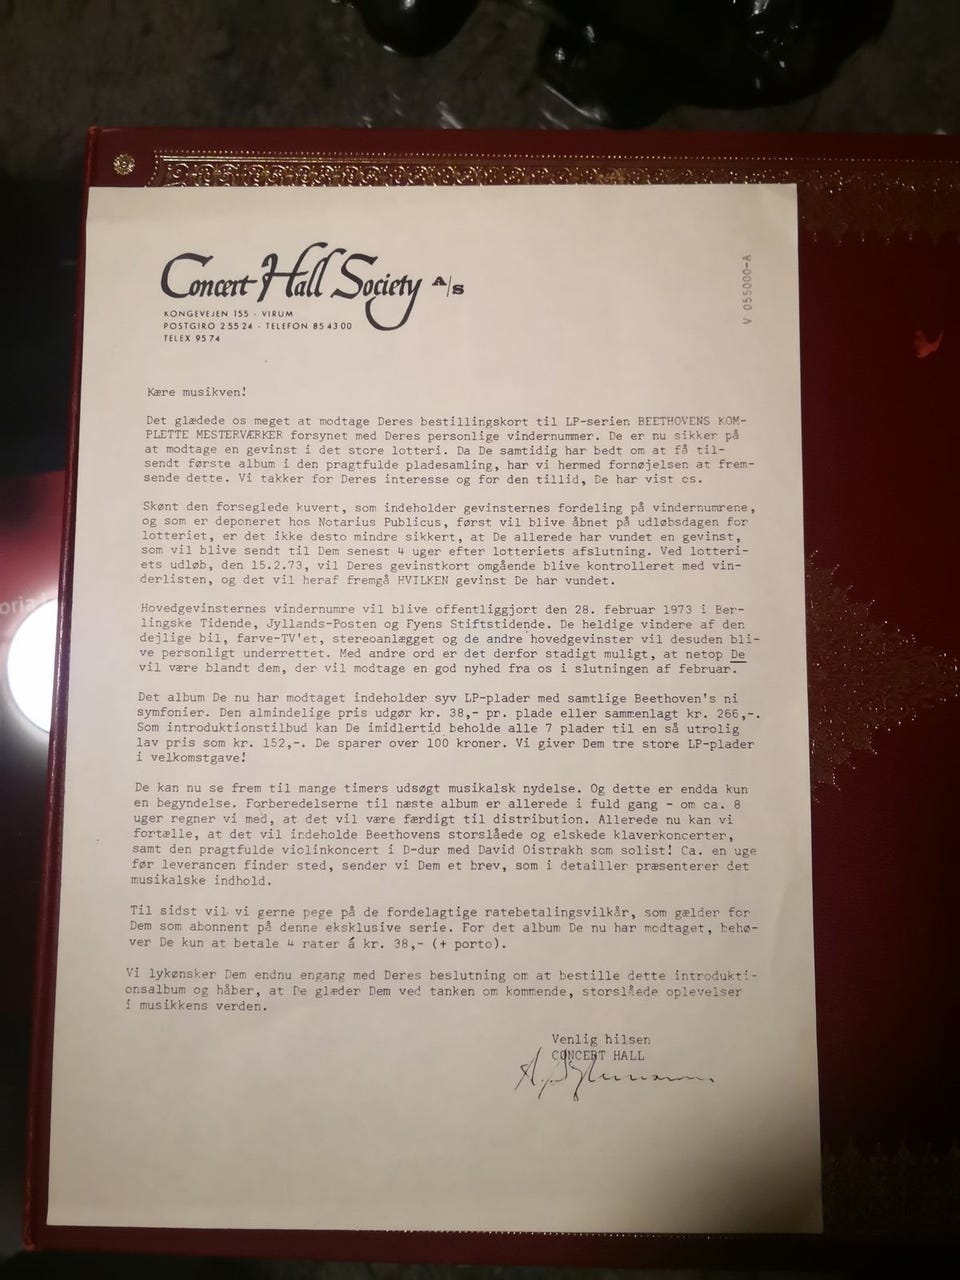 Concert Hall Society A/s
KONGEVEJEN 155 · VIRUM
POSTGIRO 2 55 24 · TELEFON 85 43 00
TELEX 95 74
V 055000-A
Kære musikven!
Det glædede os meget at modtage Deres bestillingskort til LP-serien BEETHOVENS KOM-
PLETTE MESTERVÆRKER forsynet med Deres personlige vindernummer. De er nu sikker på
at modtage en gevinst i det store lotteri. Da De samtidig har bedt om at få til-
sendt første album i den pragtfulde pladesamling, har vi hermed fornøjelsen at frem-
sende dette. Vi takker for Deres interesse og for den tillid, De har vist os.
Skønt den forseglede kuvert, som indeholder gevinsternes fordeling på vindernumrene,
og som er deponeret hos Notarius Publicus, først vil blive åbnet på udløbsdagen for
lotteriet, er det ikke desto mindre sikkert, at De allerede har vundet en gevinst,
som vil blive sendt til Dem senest 4 uger efter lotteriets afslutning. Ved lotteri-
ets udløb, den 15.2.73, vil Deres gevinstkort omgående blive kontrolleret med vin-
derlisten, og det vil heraf fremgå HVILKEN gevinst De har vundet.
Hovedgevinsternes vindernumre vil blive offentliggjort den 28. februar 1973 i Ber-
lingske Tidende, Jyllands-Posten og Fyens Stiftstidende. De heldige vindere af den
dejlige bil, farve-TV'et, stereoanlægget og de andre hovedgevinster vil desuden bli-
ve personligt underrettet. Med andre ord er det derfor stadigt muligt, at netop De
vil være blandt dem, der vil modtage en god nyhed fra os i slutningen af februar.
Det album De nu har modtaget indeholder syv LP-plader med samtlige Beethoven's ni
symfonier. Den almindelige pris udgør kr. 38,- pr. plade eller sammenlagt kr. 266,-.
Som introduktionstilbud kan De imidlertid beholde alle 7 plader til en så utrolig
lav pris som kr. 152,-. De sparer over 100 kroner. Vi giver Dem tre store LP-plader
i velkomstgave!
De kan nu se frem til mange timers udsøgt musikalsk nydelse. Og dette er endda kun
en begyndelse. Forberedelserne til næste album er allerede i fuld gang - om ca. 8
uger regner vi med, at det vil være færdigt til distribution. Allerede nu kan vi
fortælle, at det vil indeholde Beethovens storslåede og elskede klaverkoncerter,
samt den pragtfulde violinkoncert i D-dur med David Oistrakh som solist! Ca. en uge
før leverancen finder sted, sender vi Dem et brev, som i detailler præsenterer det
musikalske indhold.
Til sidst vil vi gerne pege på de fordelagtige ratebetalingsvilkår, som gælder for
Dem som abonnent på denne eksklusive serie. For det album De nu har modtaget, behø-
ver De kun at betale 4 rater á kr. 38,- (+ porto).
Vi lykønsker Dem endnu engang med Deres beslutning om at bestille dette introdukti-
onsalbum og håber, at De glæder Dem ved tanken om kommende, storslåede oplevelser
i musikkens verden.
Venlig hilsen
CONCERT HALL